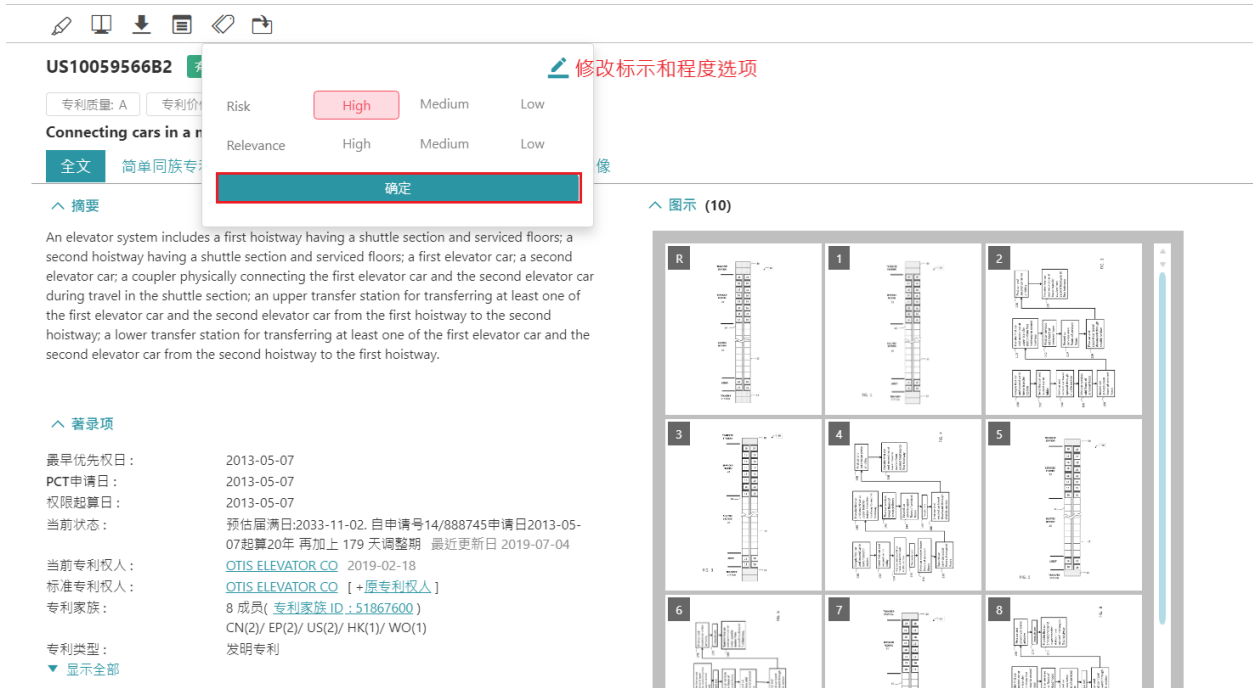 修改标示和程度选项
US10059566B2
专利质量: A
Risk High Medium Low
Connecting cars in a
Relevance High Medium Low
全文
确定
摘要
图示 (10)
An elevator system includes a first hoistway having a shuttle section and serviced floors; a
second hoistway having a shuttle section and serviced floors; a first elevator car; a second
elevator car; a coupler physically connecting the first elevator car and the second elevator car
during travel in the shuttle section; an upper transfer station for transferring at least one of
the first elevator car and the second elevator car from the first hoistway to the second
hoistway; a lower transfer station for transferring at least one of the first elevator car and the
second elevator car from the second hoistway to the first hoistway.
R 1 2
3 4 5
6 7 8
著录项
最早优先权日: 2013-05-07
PCT申请日: 2013-05-07
权限起算日: 2013-05-07
当前状态: 预估届满日:2033-11-02. 自申请号14/888745申请日2013-05-
07起算20年 再加上 179 天调整期 最近更新日 2019-07-04
当前专利权人: OTIS ELEVATOR CO 2019-02-18
标准专利权人: OTIS ELEVATOR CO [ +原专利权人 ]
专利家族: 8 成员( 专利家族 ID : 51867600 )
CN(2)/ EP(2)/ US(2)/ HK(1)/ WO(1)
专利类型: 发明专利
显示全部